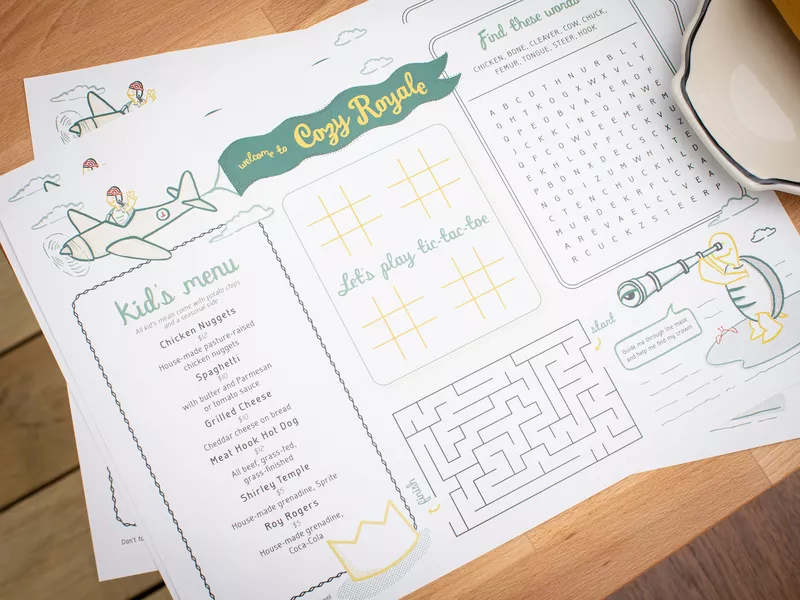 welcome to Cozy Royale
Find these words
CHICKEN, BONE, CLEAVER, COW, CHUCK,
FEMUR, TONGUE, STEER, HOOK
A B C D T H N U R B L T
G H T K O G X W X V L Y
C T E N C H U C K H L D
M U R D E K R F L C K A
A R E V A E L C L V E A
R C U C K Z S T E E R P
Let's play tic-tac-toe
kid's menu
All kid's meals come with potato chips
and a seasonal side
Chicken Nuggets
$12
House-made pasture-raised
chicken nuggets
Spaghetti
$10
with butter and Parmesan
or tomato sauce
Grilled Cheese
$10
Cheddar cheese on bread
Meat Hook Hot Dog
$12
All beef, grass-fed,
grass-finished
Shirley Temple
$5
House-made grenadine, Sprite
Roy Rogers
$5
House-made grenadine,
Coca-Cola
start
Guide me through the maze
and help me find my crown!
finish
Don't